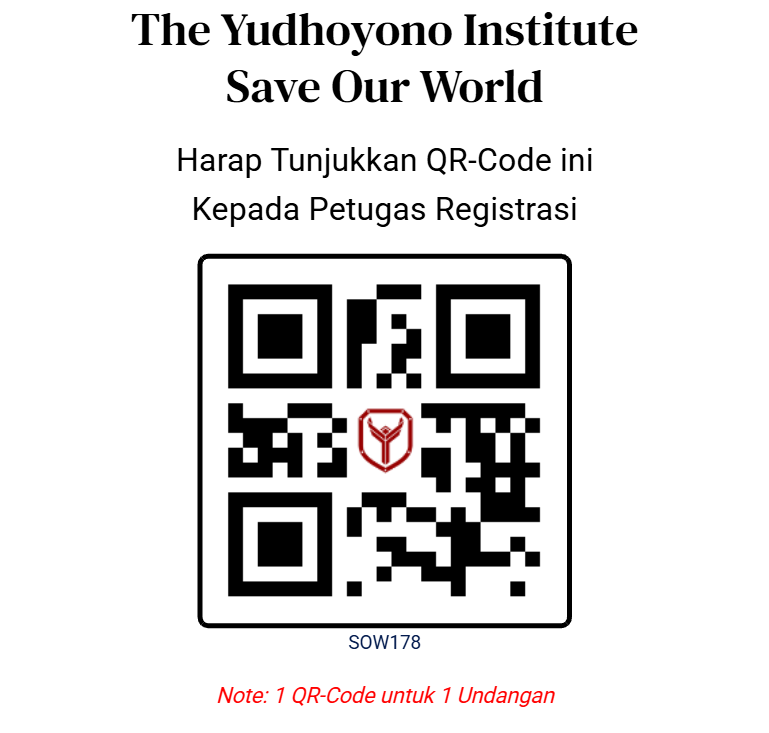 The Yudhoyono Institute
Save Our World
Harap Tunjukkan QR-Code ini
Kepada Petugas Registrasi
SOW178
Note: 1 QR-Code untuk 1 Undangan